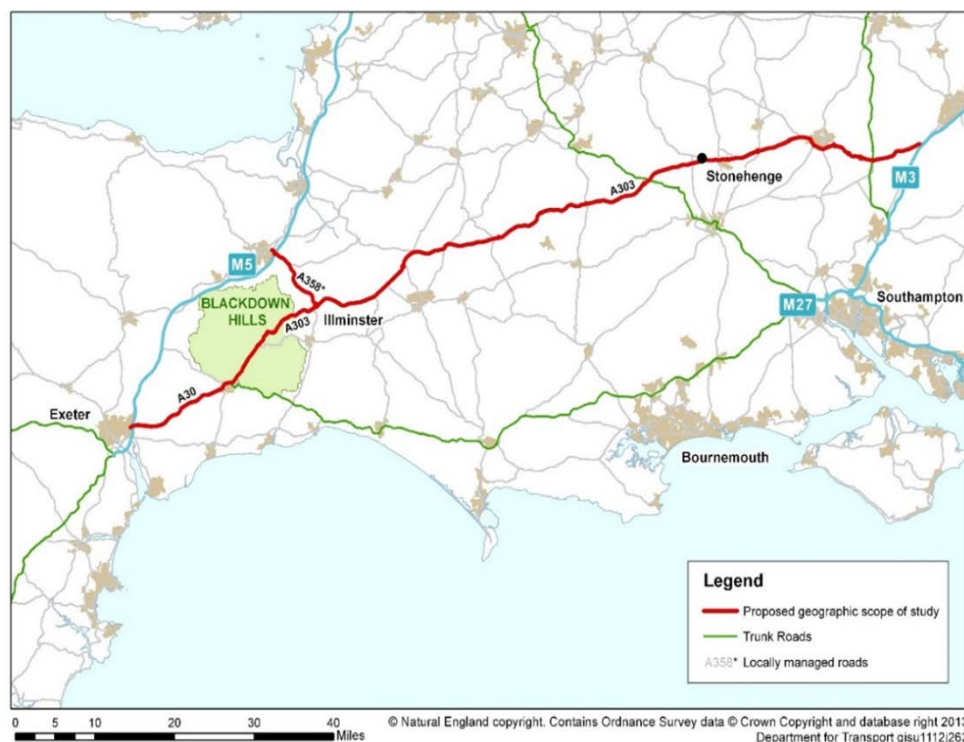 Stonehenge
A303
M3
M5
A358*
BLACKDOWN
HILLS
A303
Illminster
M27
Southampton
A30
Exeter
Bournemouth
Legend
Proposed geographic scope of study
Trunk Roads
A358* Locally managed roads
0 5 10 20 30 40
Miles
© Natural England copyright. Contains Ordnance Survey data © Crown Copyright and database right 2013
Department for Transport gisu1112j262